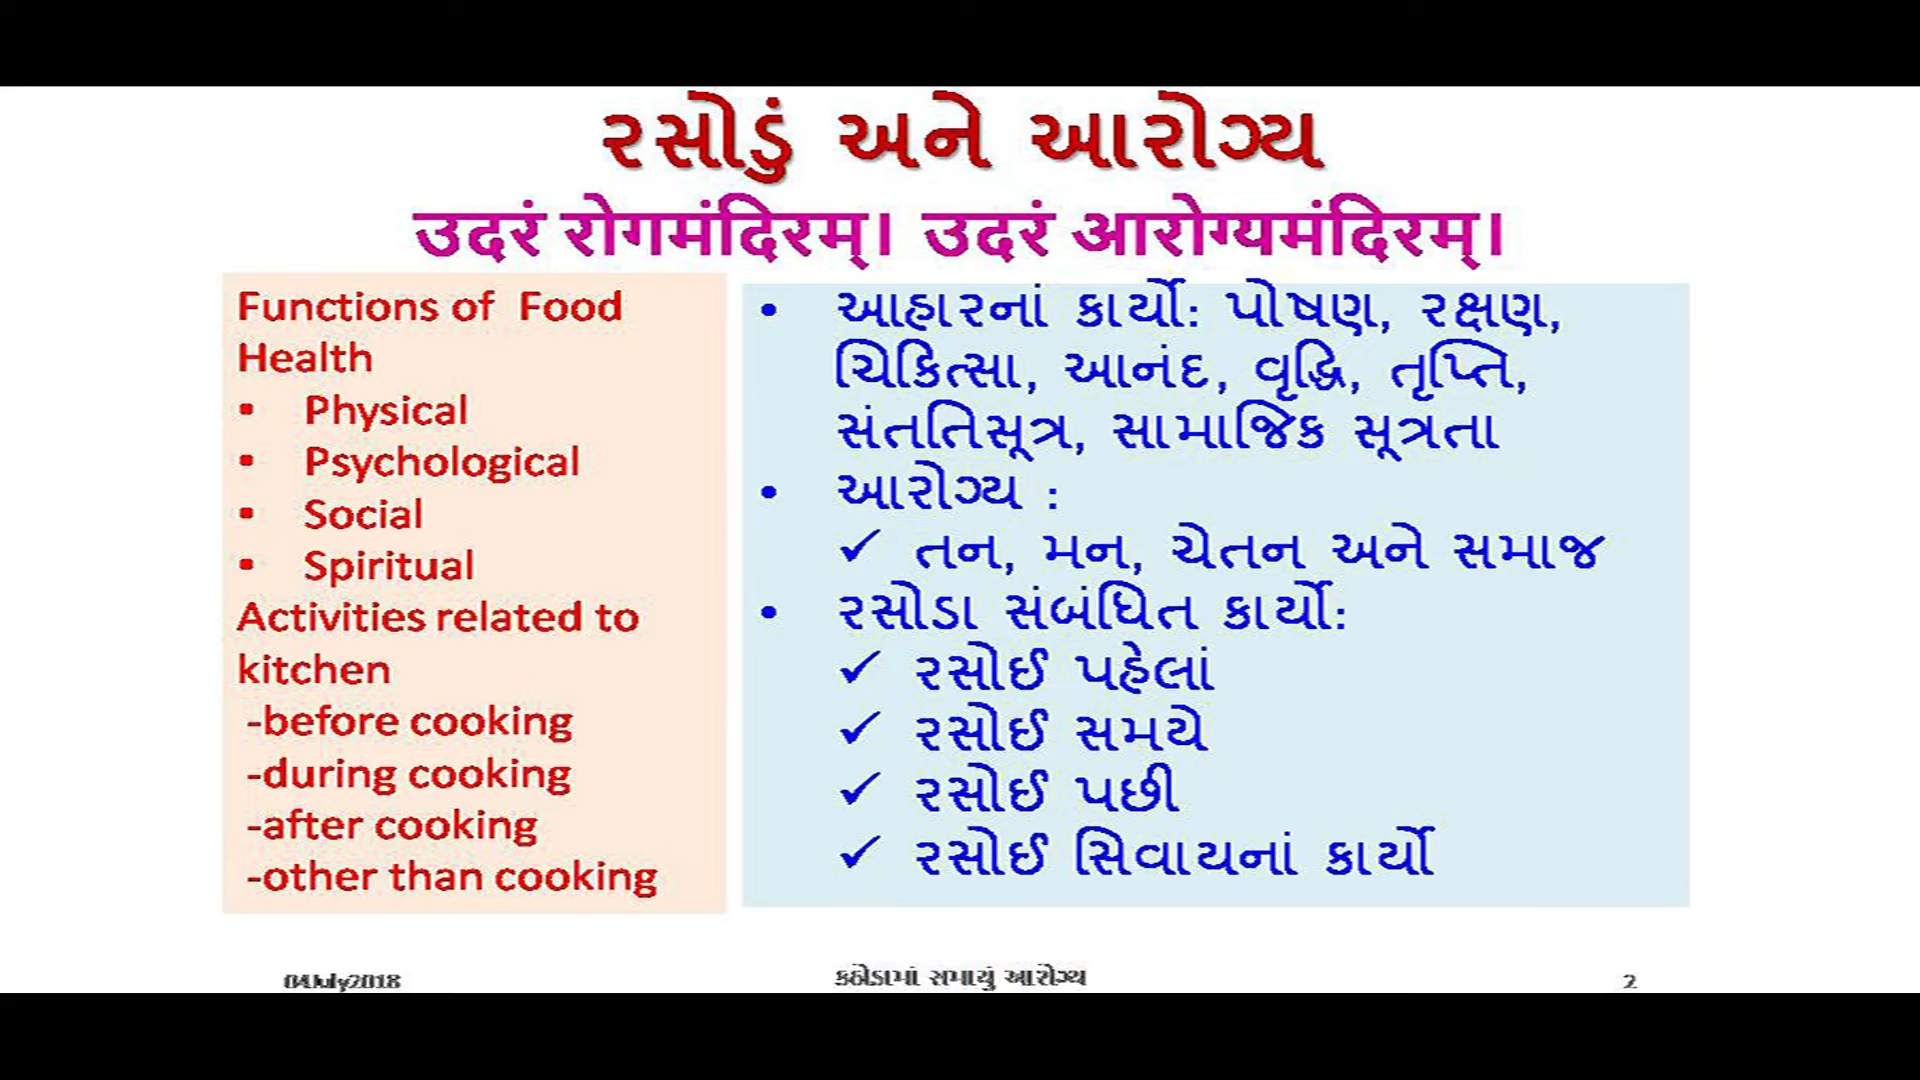 રસોડું અને આરોગ્ય
उदरं रोगमंदिरम्। उदरं आरोग्यमंदिरम्।
Functions of Food
Health
• Physical
• Psychological
• Social
• Spiritual
Activities related to
kitchen
-before cooking
-during cooking
-after cooking
-other than cooking
• આહારનાં કાર્યો: પોષણ, રક્ષણ,
ચિકિત્સા, આનંદ, વૃદ્ધિ, તૃપ્તિ,
સંતતિસૂત્ર, સામાજિક સૂત્રતા
• આરોગ્ય :
✓ તન, મન, ચેતન અને સમાજ
• રસોડા સંબંધિત કાર્યો:
✓ રસોઈ પહેલાં
✓ રસોઈ સમયે
✓ રસોઈ પછી
✓ રસોઈ સિવાયનાં કાર્યો
04July2018
કઠોડામાં સમાયું આરોગ્ય
2